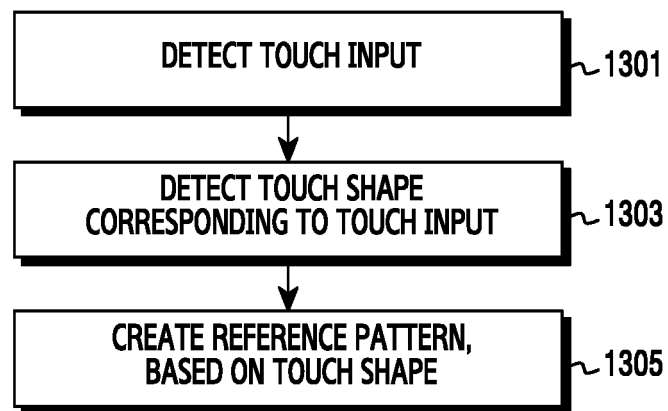 DETECT TOUCH INPUT
1301
DETECT TOUCH SHAPE
CORRESPONDING TO TOUCH INPUT
1303
CREATE REFERENCE PATTERN,
BASED ON TOUCH SHAPE
1305